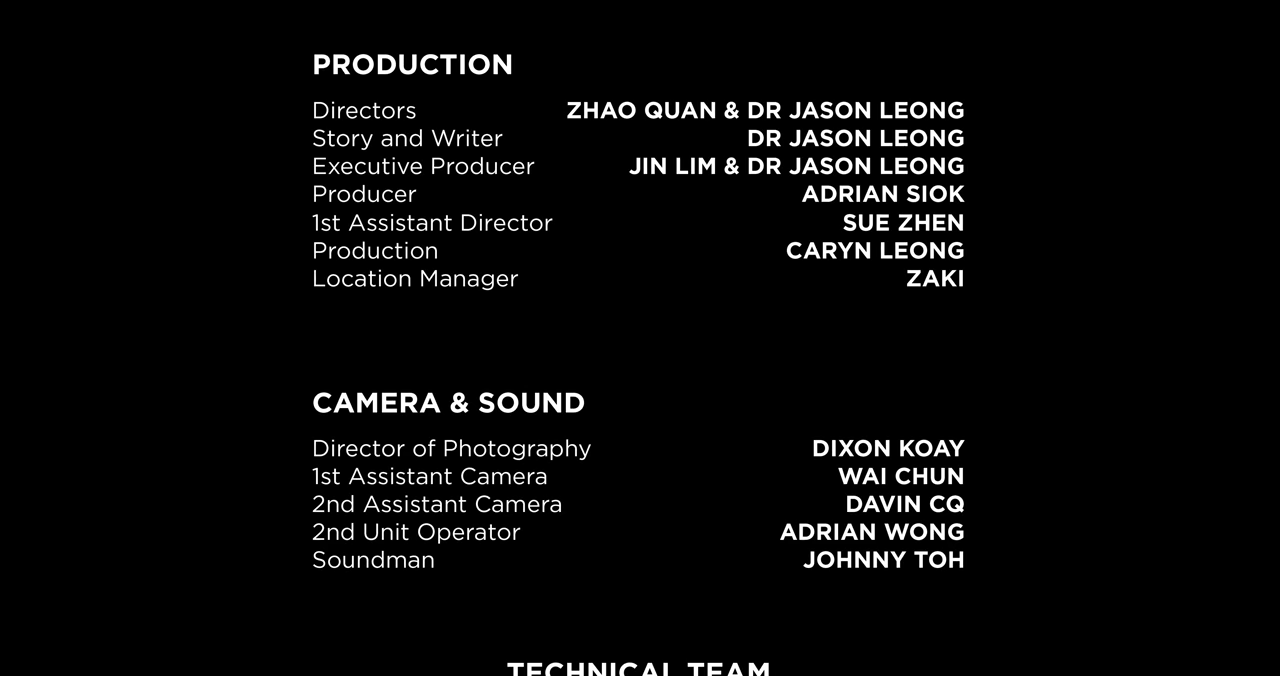 PRODUCTION
Directors ZHAO QUAN & DR JASON LEONG
Story and Writer DR JASON LEONG
Executive Producer JIN LIM & DR JASON LEONG
Producer ADRIAN SIOK
1st Assistant Director SUE ZHEN
Production CARYN LEONG
Location Manager ZAKI
CAMERA & SOUND
Director of Photography DIXON KOAY
1st Assistant Camera WAI CHUN
2nd Assistant Camera DAVIN CQ
2nd Unit Operator ADRIAN WONG
Soundman JOHNNY TOH
TECHNICAL TEAM